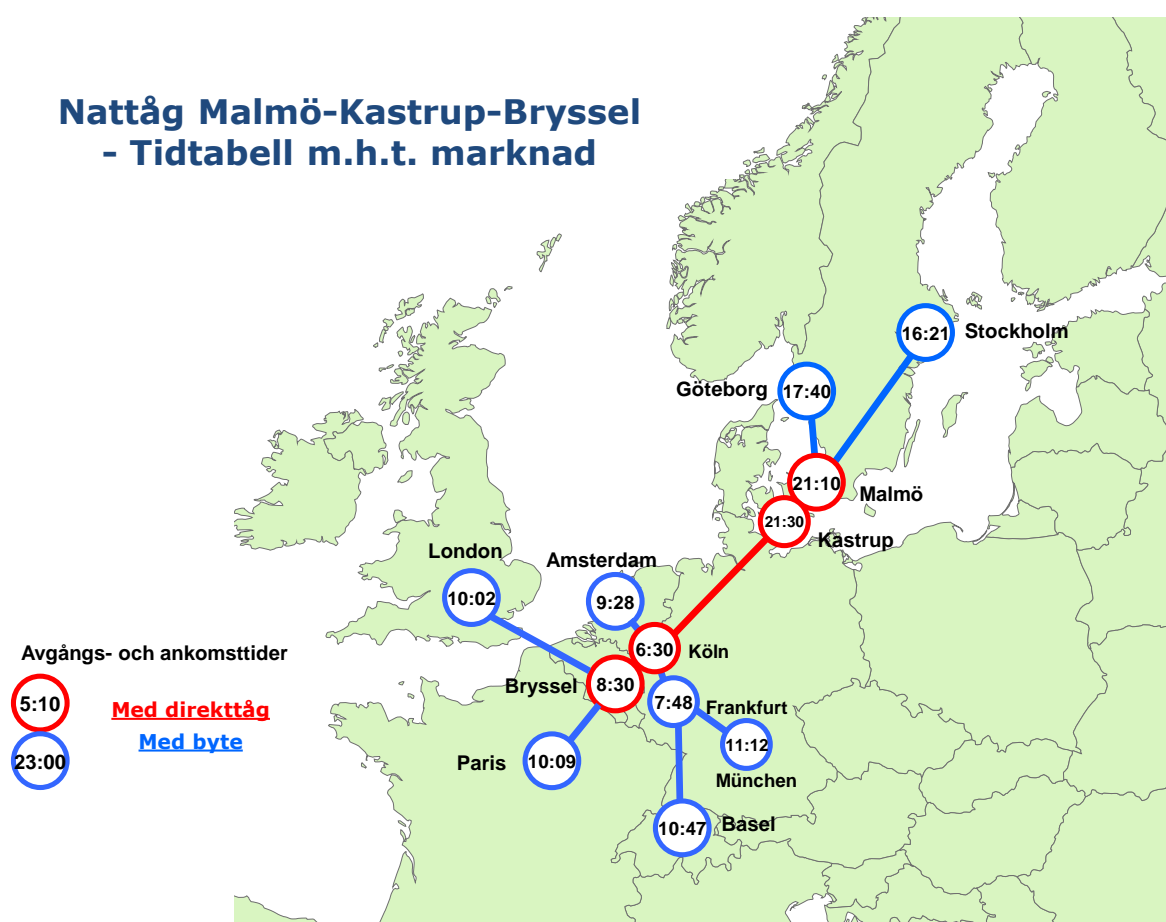 Nattåg Malmö-Kastrup-Bryssel
- Tidtabell m.h.t. marknad
16:21
Stockholm
Göteborg
17:40
21:10
Malmö
21:30
Kastrup
London
10:02
Amsterdam
9:28
6:30
Köln
Avgångs- och ankomsttider
5:10
Med direkttåg
Med byte
23:00
Bryssel
8:30
7:48
Frankfurt
11:12
München
Paris
10:09
10:47
Basel